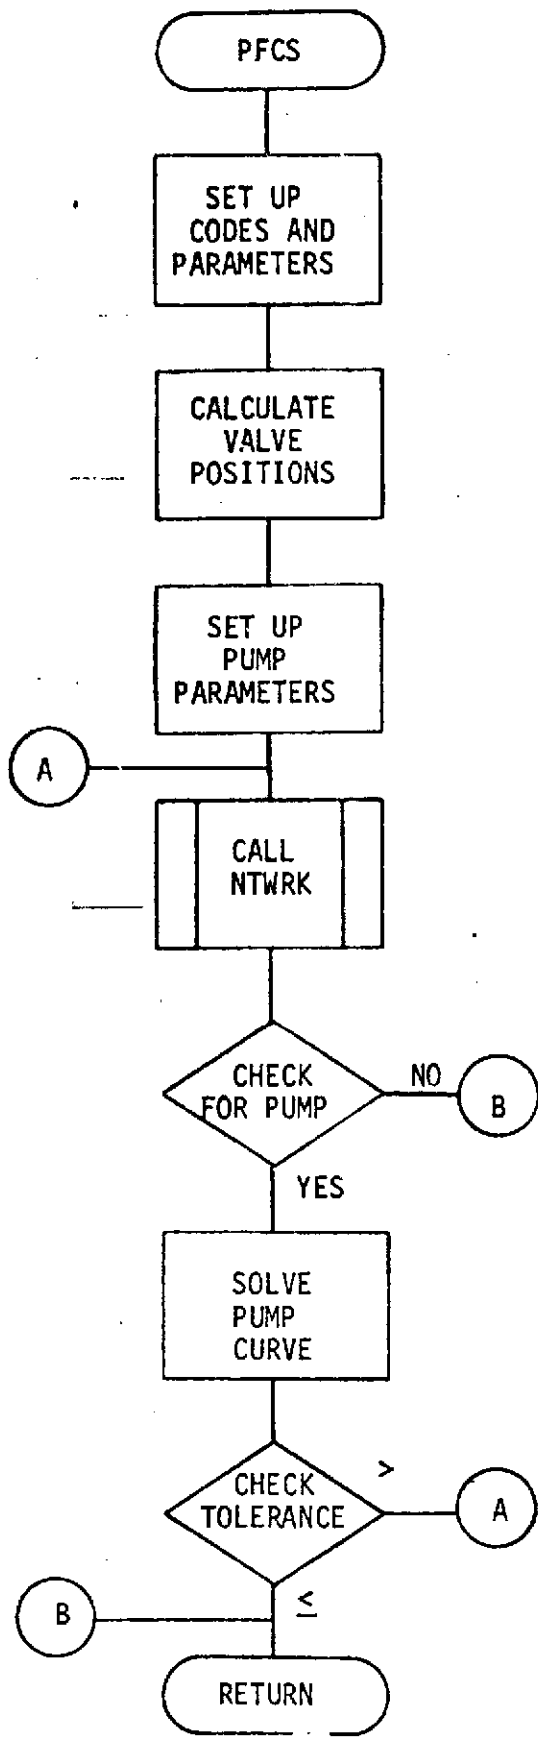 PFCS
SET UP
CODES AND
PARAMETERS
CALCULATE
VALVE
POSITIONS
SET UP
PUMP
PARAMETERS
A
CALL
NTWRK
CHECK
FOR PUMP
NO
B
YES
SOLVE
PUMP
CURVE
>
CHECK
TOLERANCE
A
≤
B
RETURN